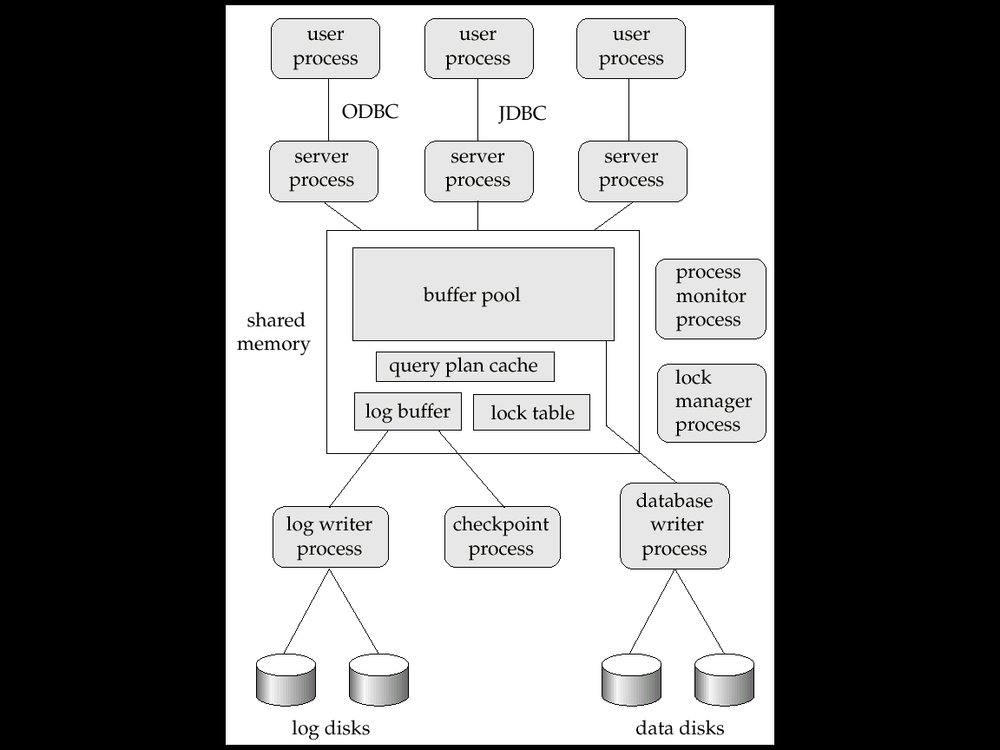 user
process
user
process
user
process
ODBC
JDBC
server
process
server
process
server
process
shared
memory
buffer pool
query plan cache
log buffer
lock table
process
monitor
process
lock
manager
process
log writer
process
checkpoint
process
database
writer
process
log disks
data disks